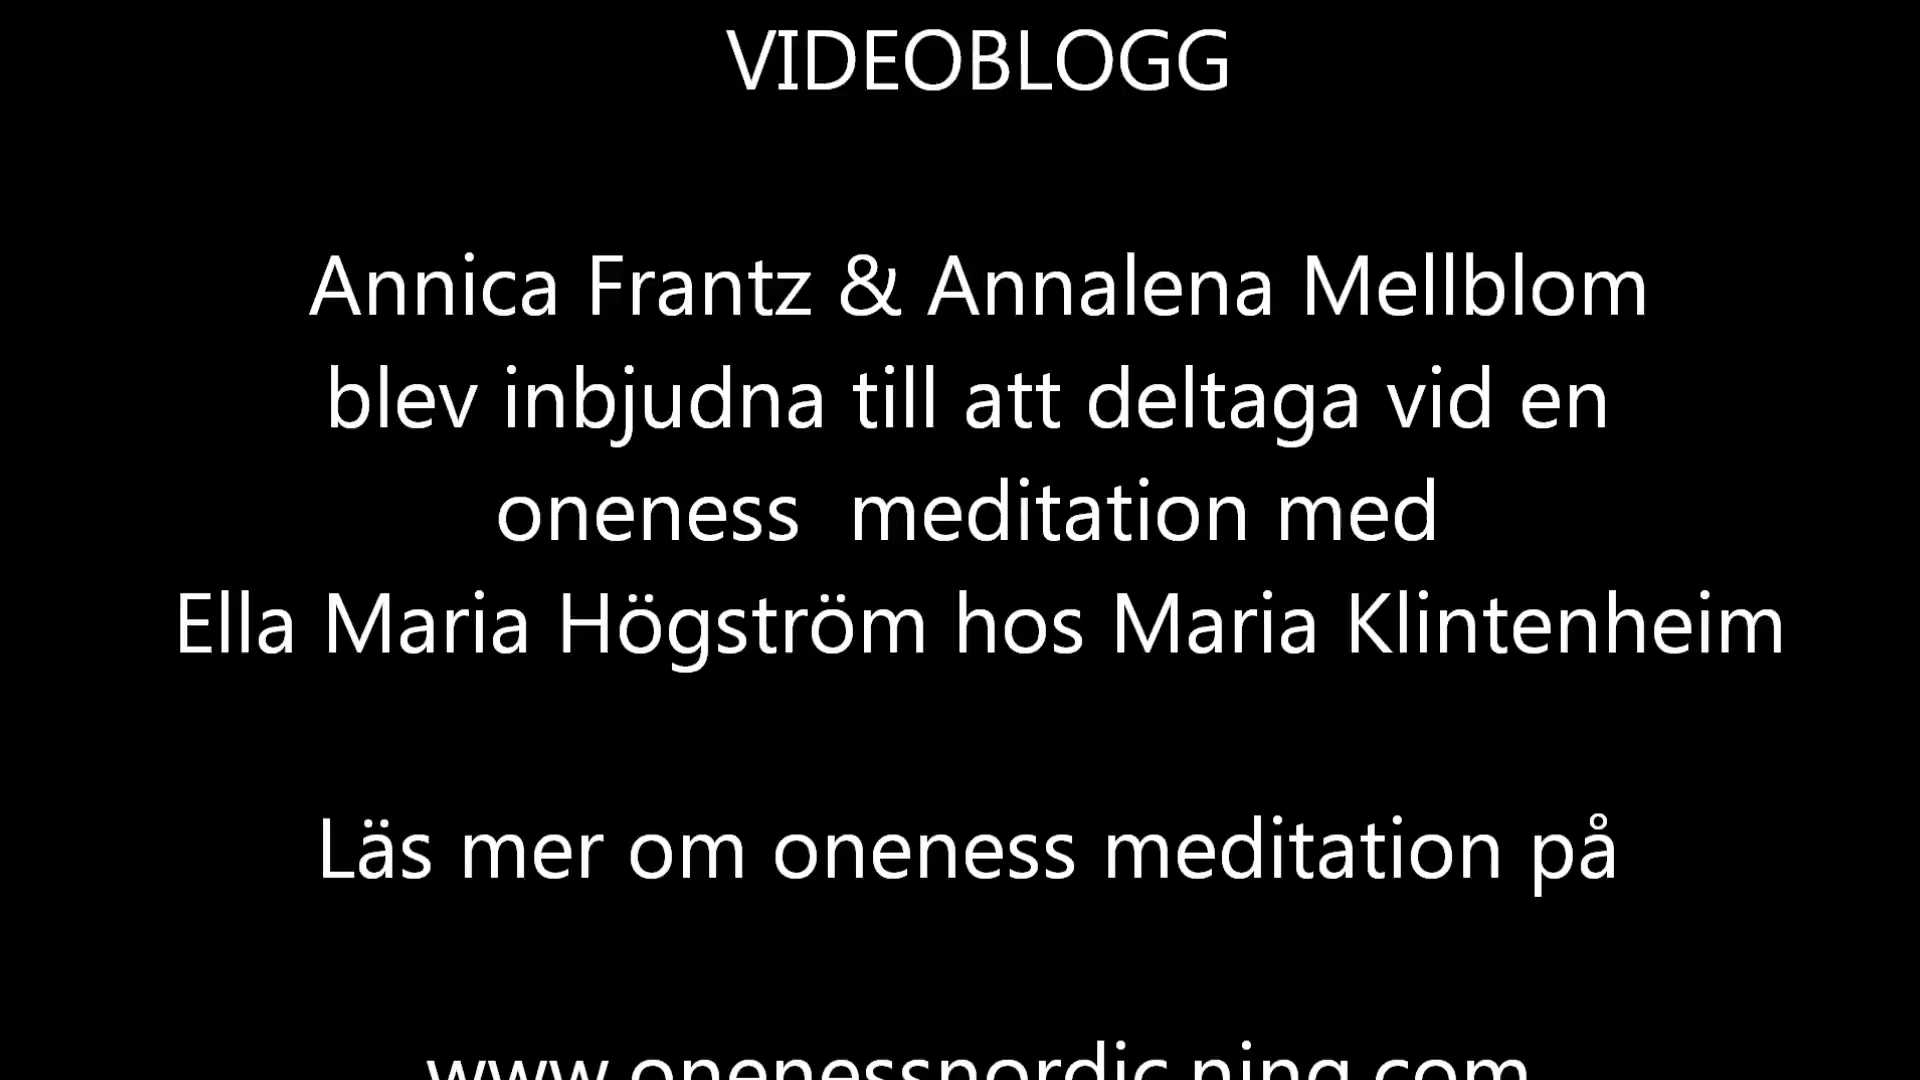 VIDEOBLOGG
Annica Frantz & Annalena Mellblom
blev inbjudna till att deltaga vid en
oneness  meditation med
Ella Maria Högström hos Maria Klintenheim
Läs mer om oneness meditation på
www.onenessnordic.ning.com